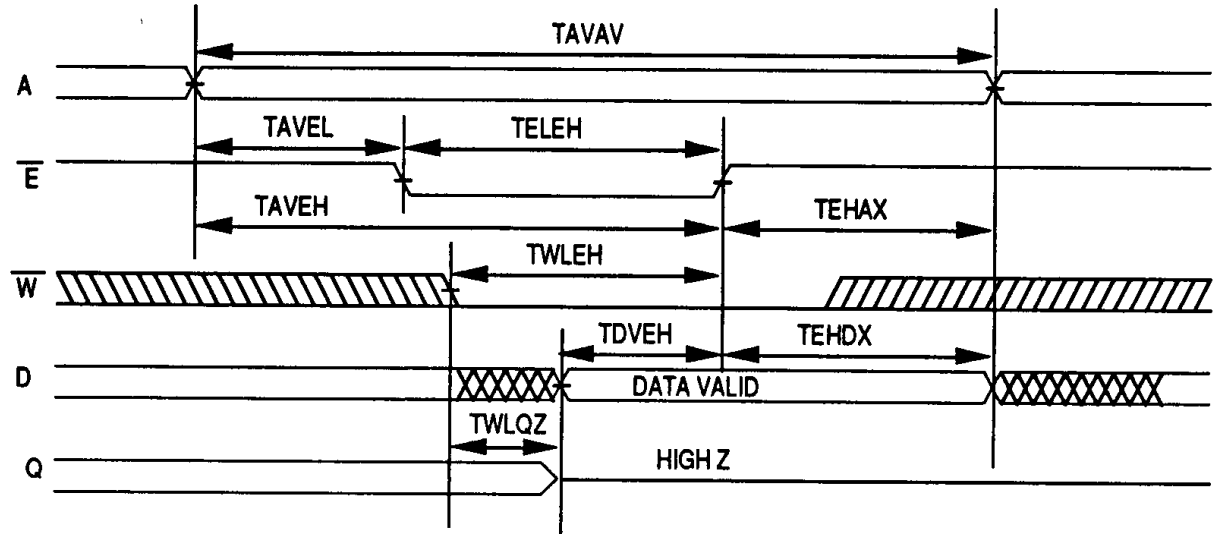 TAVAV
A
TAVEL TELEH
E
TAVEH TEHAX
TWLEH
W
TDVEH TEHDX
D DATA VALID
TWLQZ
Q HIGH Z